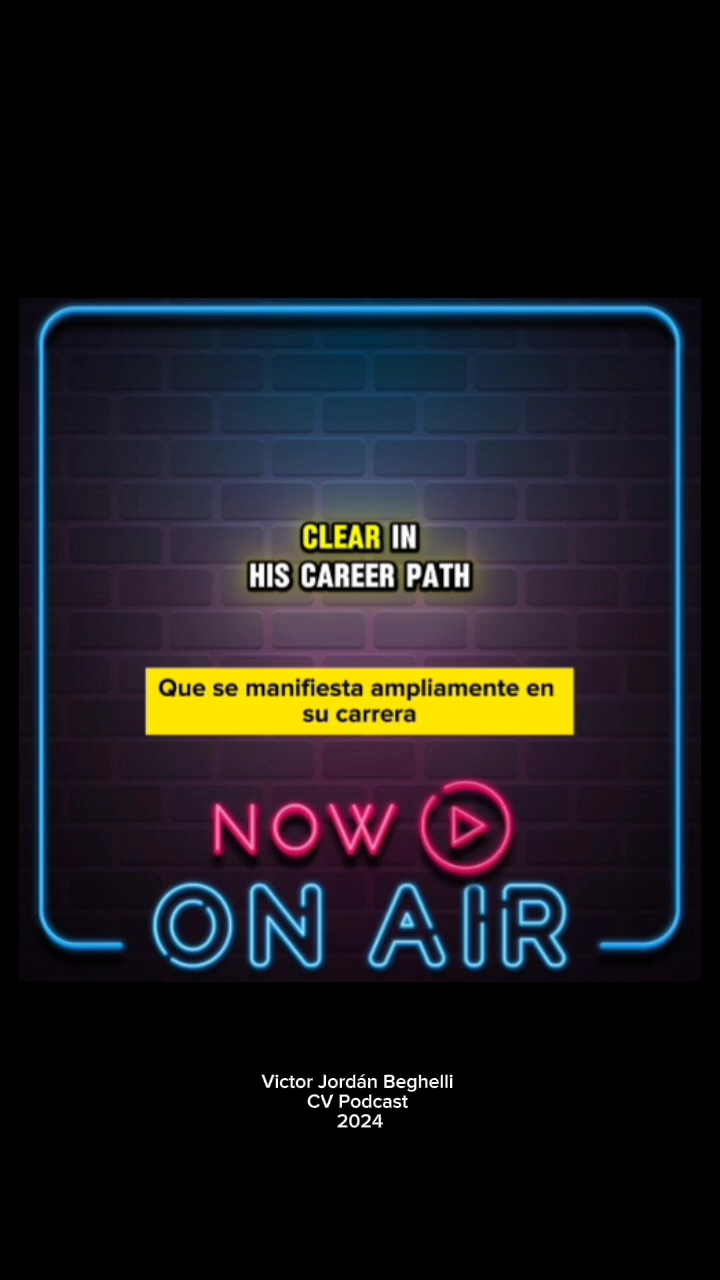 CLEAR IN
HIS CAREER PATH
Que se manifiesta ampliamente en
su carrera
NOW
ON AIR
Victor Jordán Beghelli
CV Podcast
2024